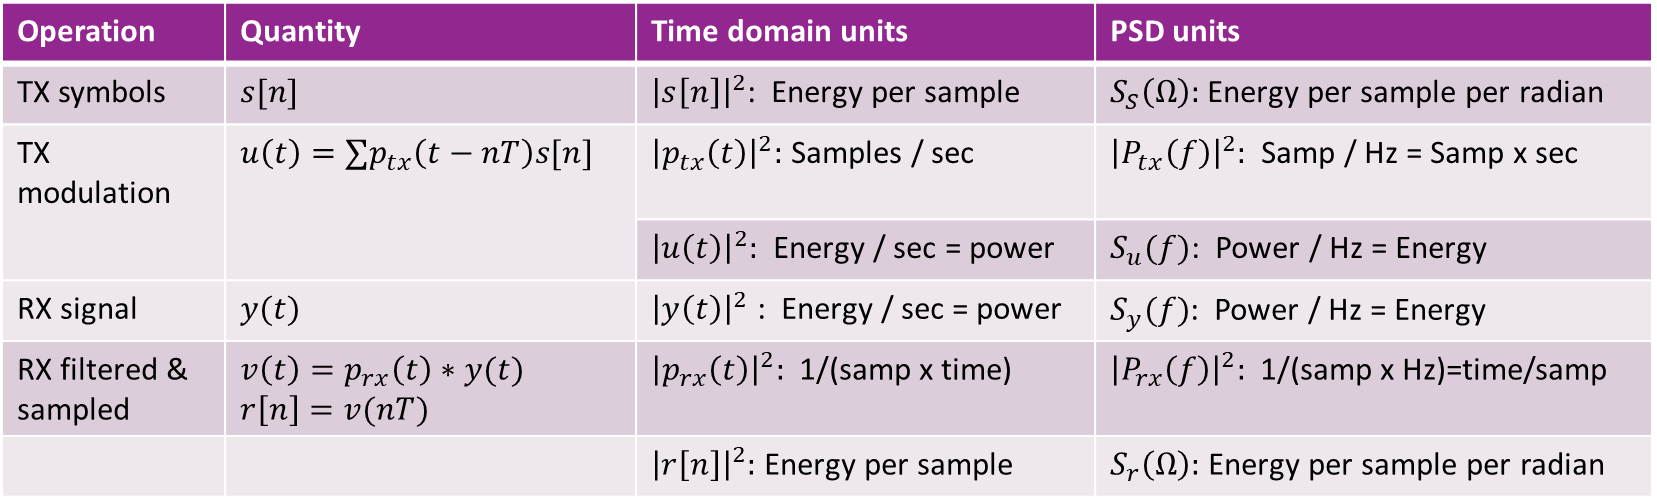 Operation Quantity Time domain units PSD units
TX symbols s[n] |s[n]|²: Energy per sample S_s(Ω): Energy per sample per radian
TX modulation u(t) = ∑p_tx(t − nT)s[n] |p_tx(t)|²: Samples / sec |P_tx(f)|²: Samp / Hz = Samp x sec
|u(t)|²: Energy / sec = power S_u(f): Power / Hz = Energy
RX signal y(t) |y(t)|² : Energy / sec = power S_y(f): Power / Hz = Energy
RX filtered & sampled v(t) = p_rx(t) ∗ y(t) r[n] = v(nT) |p_rx(t)|²: 1/(samp x time) |P_rx(f)|²: 1/(samp x Hz)=time/samp
|r[n]|²: Energy per sample S_r(Ω): Energy per sample per radian